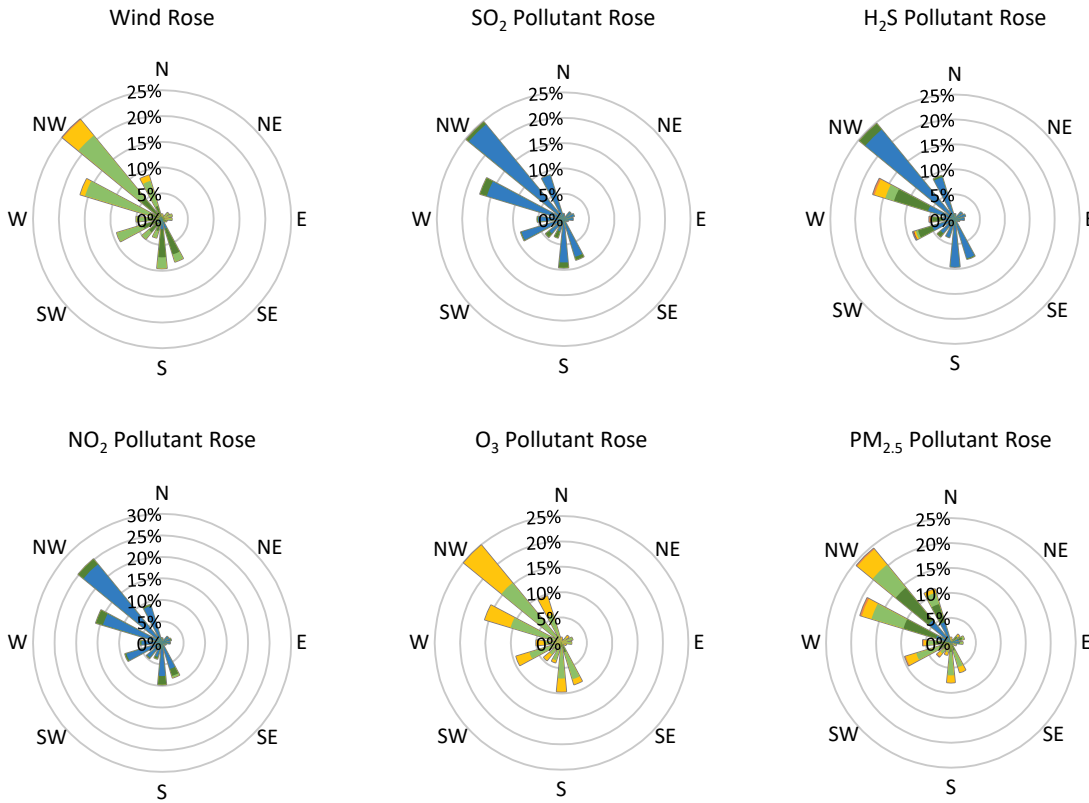 Wind Rose
N
NE
E
SE
S
SW
W
NW
25%
20%
15%
10%
5%
0%
SO2 Pollutant Rose
N
NE
E
SE
S
SW
W
NW
25%
20%
15%
10%
5%
0%
H2S Pollutant Rose
N
NE
E
SE
S
SW
W
NW
25%
20%
15%
10%
5%
0%
NO2 Pollutant Rose
N
NE
E
SE
S
SW
W
NW
30%
25%
20%
15%
10%
5%
0%
O3 Pollutant Rose
N
NE
E
SE
S
SW
W
NW
25%
20%
15%
10%
5%
0%
PM2.5 Pollutant Rose
N
NE
E
SE
S
SW
W
NW
25%
20%
15%
10%
5%
0%